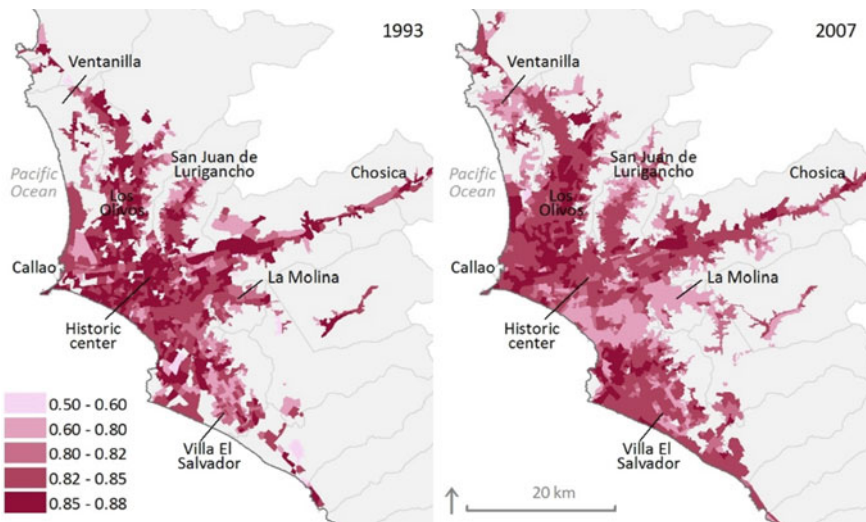 1993
Ventanilla
San Juan de
Lurigancho
Pacific
Ocean
Chosica
Los
Olivos
Callao
La Molina
Historic
center
0.50 - 0.60
0.60 - 0.80
0.80 - 0.82
0.82 - 0.85
0.85 - 0.88
Villa El
Salvador
2007
Ventanilla
San Juan de
Lurigancho
Pacific
Ocean
Chosica
Los
Olivos
Callao
La Molina
Historic
center
Villa El
Salvador
20 km